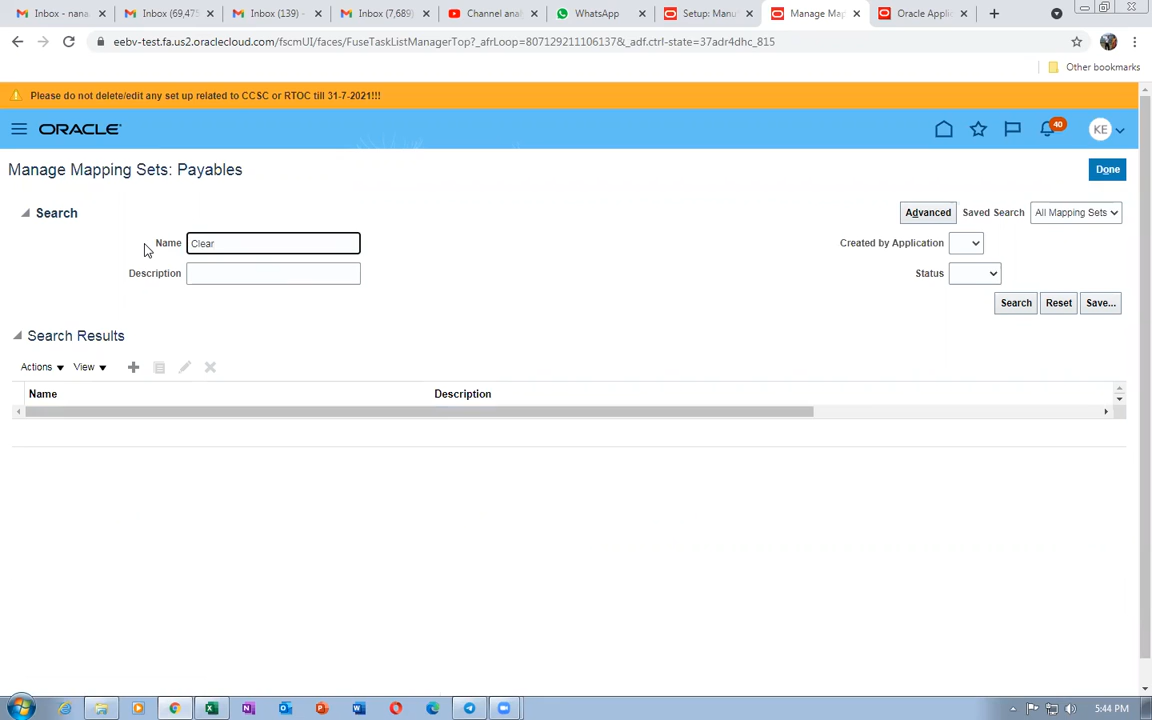 Inbox - nana
Inbox (69,475
Inbox (139) -
Inbox (7,689)
Channel anal
WhatsApp
Setup: Manu
Manage Map
Oracle Appli
eebv-test.fa.us2.oraclecloud.com/fscmUI/faces/FuseTaskListManagerTop?_afrLoop=807129211106137&_adf.ctrl-state=37adr4dhc_815
Other bookmarks
Please do not delete/edit any set up related to CCSC or RTOC till 31-7-2021!!!
ORACLE
40
KE
Manage Mapping Sets: Payables
Done
Search
Advanced Saved Search All Mapping Sets
Name Clear
Created by Application
Description
Status
Search Reset Save...
Search Results
Actions View
Name Description
5:44 PM